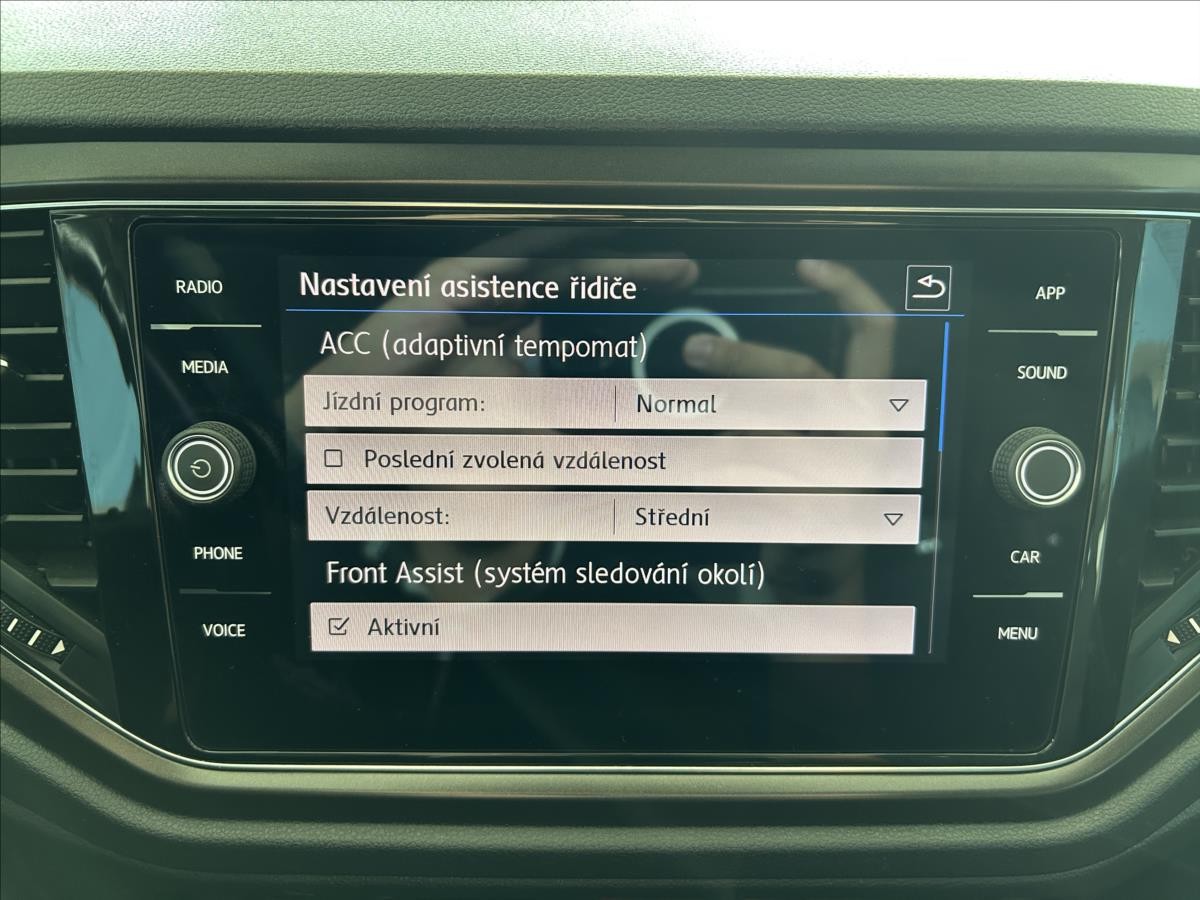 RADIO
MEDIA
PHONE
VOICE
Nastavení asistence řidiče
ACC (adaptivní tempomat)
Jízdní program: Normal
Poslední zvolená vzdálenost
Vzdálenost: Střední
Front Assist (systém sledování okolí)
Aktivní
APP
SOUND
CAR
MENU